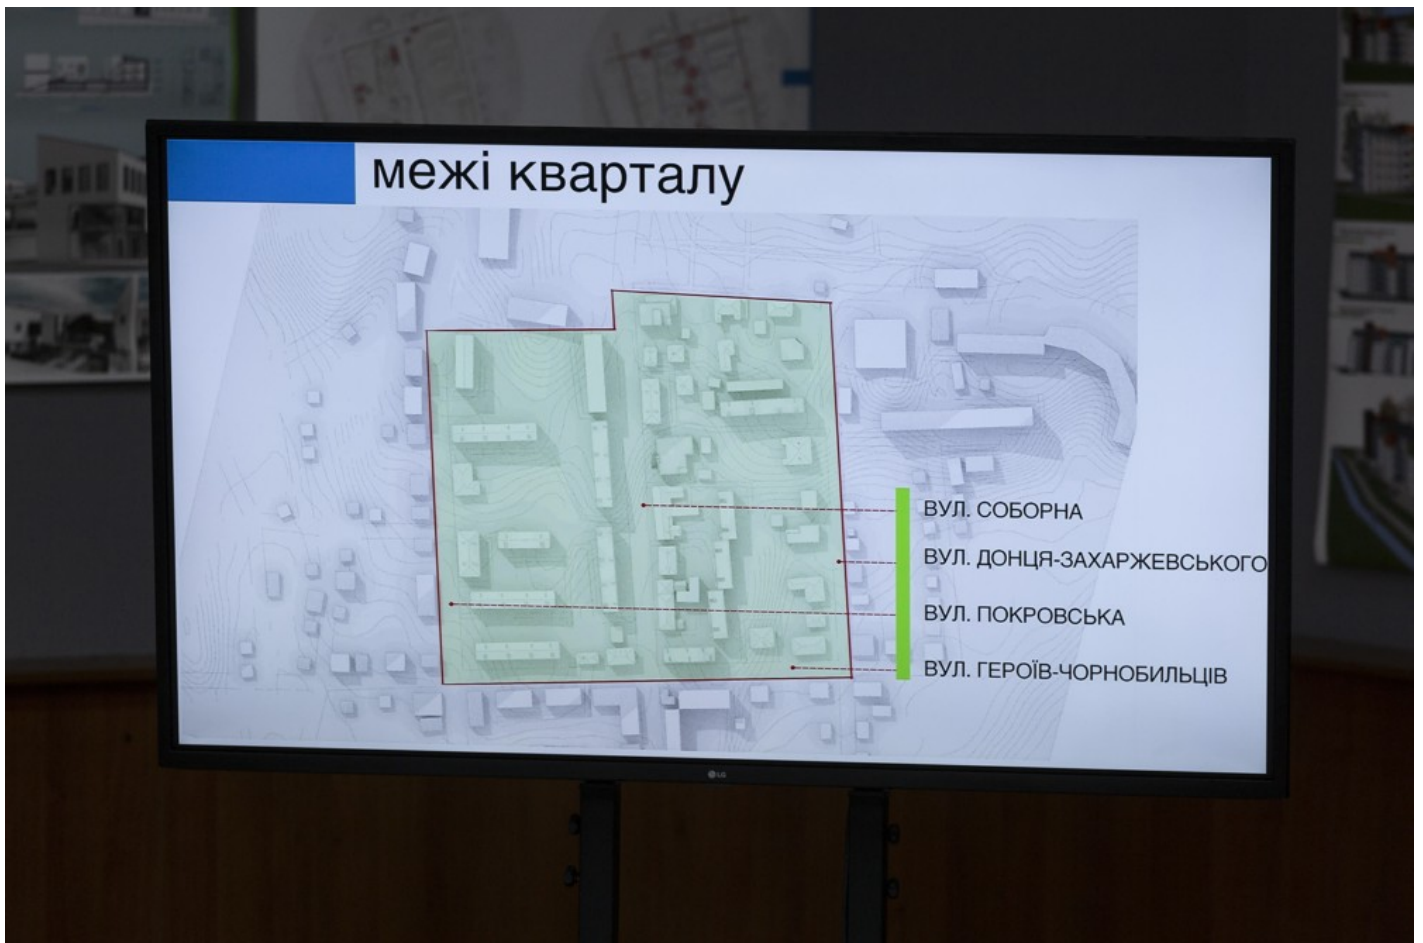 межі кварталу
ВУЛ. СОБОРНА
ВУЛ. ДОНЦЯ-ЗАХАРЖЕВСЬКОГО
ВУЛ. ПОКРОВСЬКА
ВУЛ. ГЕРОЇВ-ЧОРНОБИЛЬЦІВ
LG